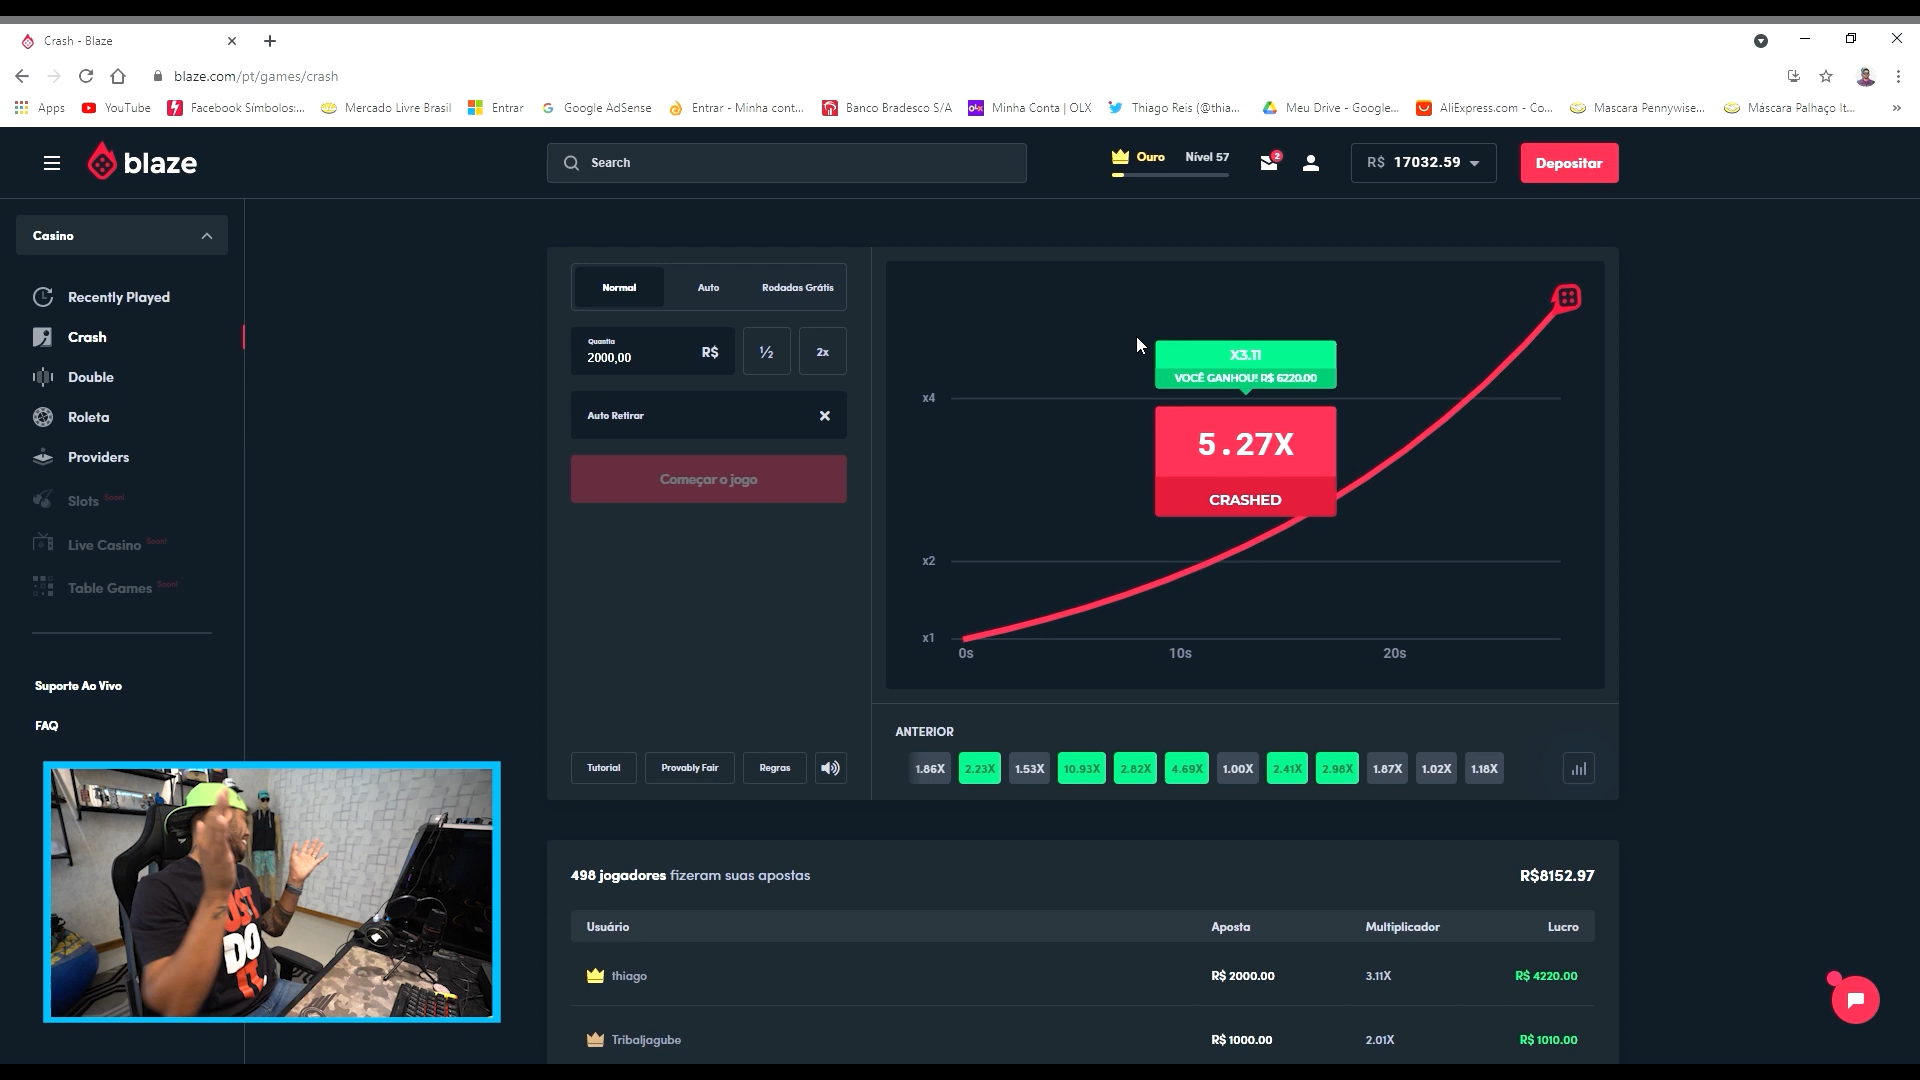 Crash - Blaze
blaze.com/pt/games/crash
Apps
YouTube
Facebook Símbolos:...
Mercado Livre Brasil
Entrar
Google AdSense
Entrar - Minha cont...
Banco Bradesco S/A
Minha Conta | OLX
Thiago Reis (@thia...
Meu Drive - Google...
AliExpress.com - Co...
Mascara Pennywise...
Máscara Palhaço It...
blaze
Search
Ouro
Nível 57
2
R$ 17032.59
Depositar
Casino
Recently Played
Crash
Double
Roleta
Providers
Slots Soon!
Live Casino Soon!
Table Games Soon!
Suporte Ao Vivo
FAQ
Normal
Auto
Rodadas Grátis
Quantia
2000,00
R$
½
2x
Auto Retirar
Começar o jogo
Tutorial
Provably Fair
Regras
X3.11
VOCÊ GANHOU! R$ 6220.00
5.27X
CRASHED
x4
x2
x1
0s
10s
20s
ANTERIOR
1.86X
2.23X
1.53X
10.93X
2.82X
4.69X
1.00X
2.41X
2.98X
1.87X
1.02X
1.18X
498 jogadores fizeram suas apostas
R$8152.97
Usuário Aposta Multiplicador Lucro
thiago R$ 2000.00 3.11X R$ 4220.00
Tribaljagube R$ 1000.00 2.01X R$ 1010.00
JUST
DO
IT.